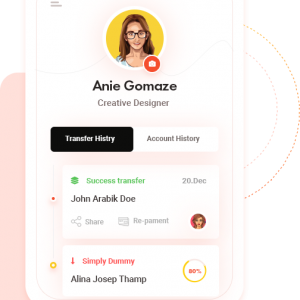 Anie Gomaze
Creative Designer
Transfer Histry Account History
Success transfer 20.Dec
John Arabik Doe
Share Re-pament
Simply Dummy
Alina Josep Thamp
80%